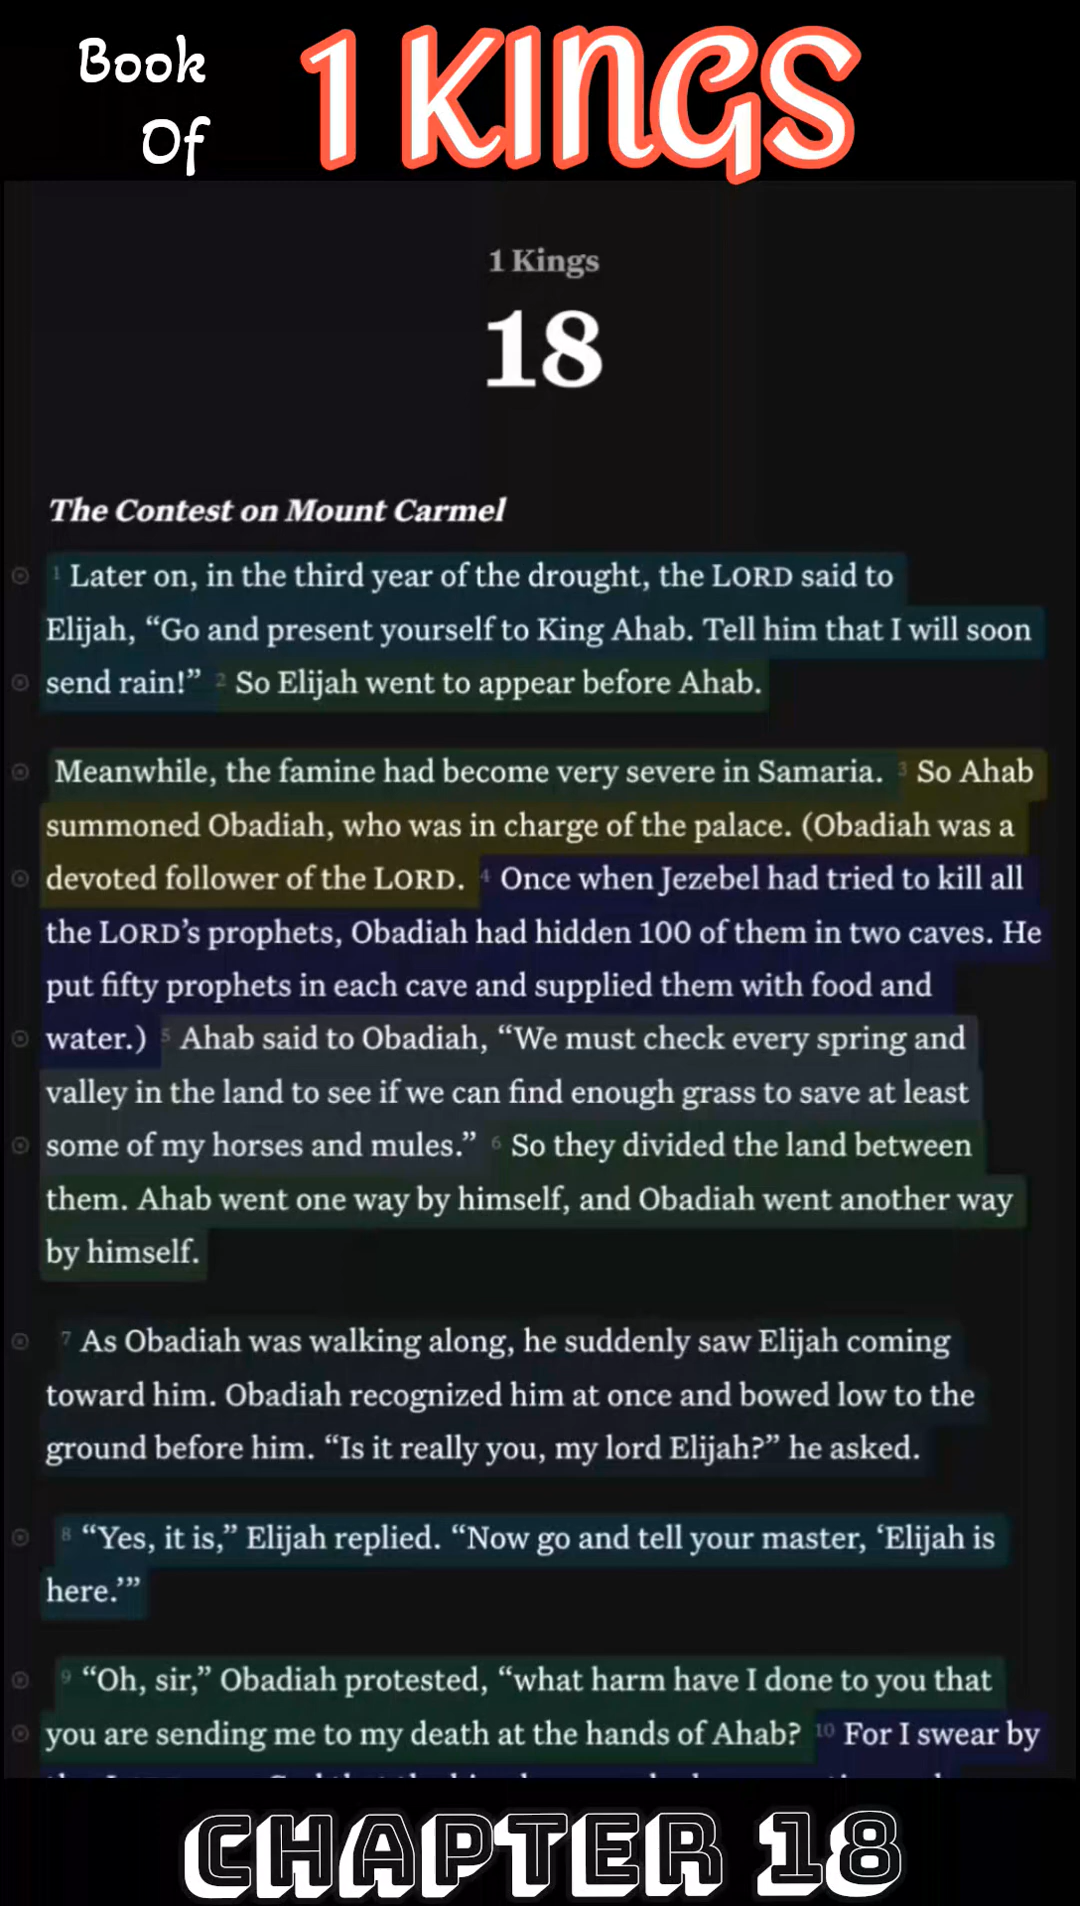 Book
Of
1 KINGS
1 Kings
18
The Contest on Mount Carmel
1 Later on, in the third year of the drought, the LORD said to
Elijah, “Go and present yourself to King Ahab. Tell him that I will soon
send rain!” 2 So Elijah went to appear before Ahab.
Meanwhile, the famine had become very severe in Samaria. 3 So Ahab
summoned Obadiah, who was in charge of the palace. (Obadiah was a
devoted follower of the LORD. 4 Once when Jezebel had tried to kill all
the LORD’s prophets, Obadiah had hidden 100 of them in two caves. He
put fifty prophets in each cave and supplied them with food and
water.) 5 Ahab said to Obadiah, “We must check every spring and
valley in the land to see if we can find enough grass to save at least
some of my horses and mules.” 6 So they divided the land between
them. Ahab went one way by himself, and Obadiah went another way
by himself.
7 As Obadiah was walking along, he suddenly saw Elijah coming
toward him. Obadiah recognized him at once and bowed low to the
ground before him. “Is it really you, my lord Elijah?” he asked.
8 “Yes, it is,” Elijah replied. “Now go and tell your master, ‘Elijah is
here.’”
9 “Oh, sir,” Obadiah protested, “what harm have I done to you that
you are sending me to my death at the hands of Ahab? 10 For I swear by
CHAPTER 18